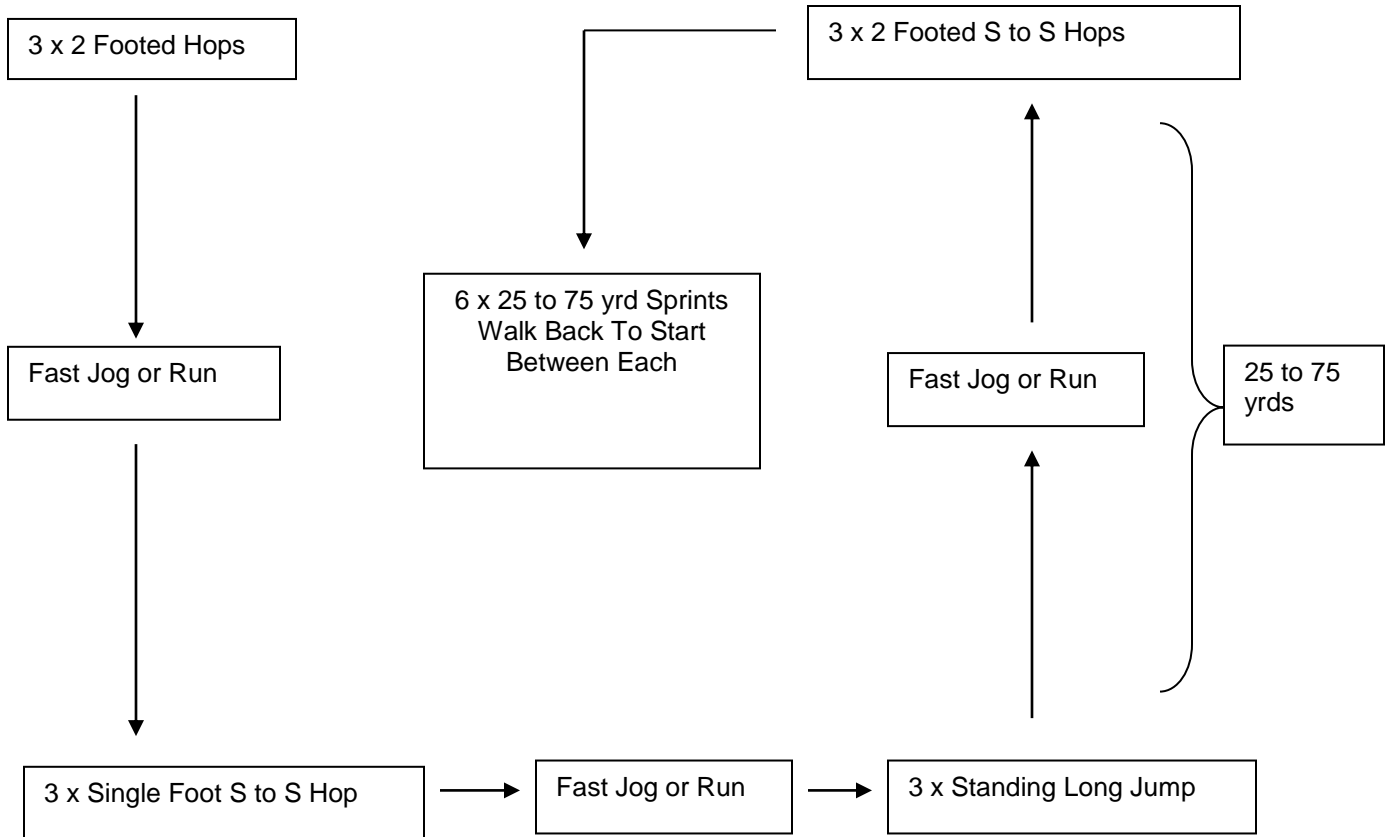 3 x 2 Footed Hops
3 x 2 Footed S to S Hops
6 x 25 to 75 yrd Sprints
Walk Back To Start
Between Each
Fast Jog or Run
Fast Jog or Run
25 to 75
yrds
3 x Single Foot S to S Hop
Fast Jog or Run
3 x Standing Long Jump